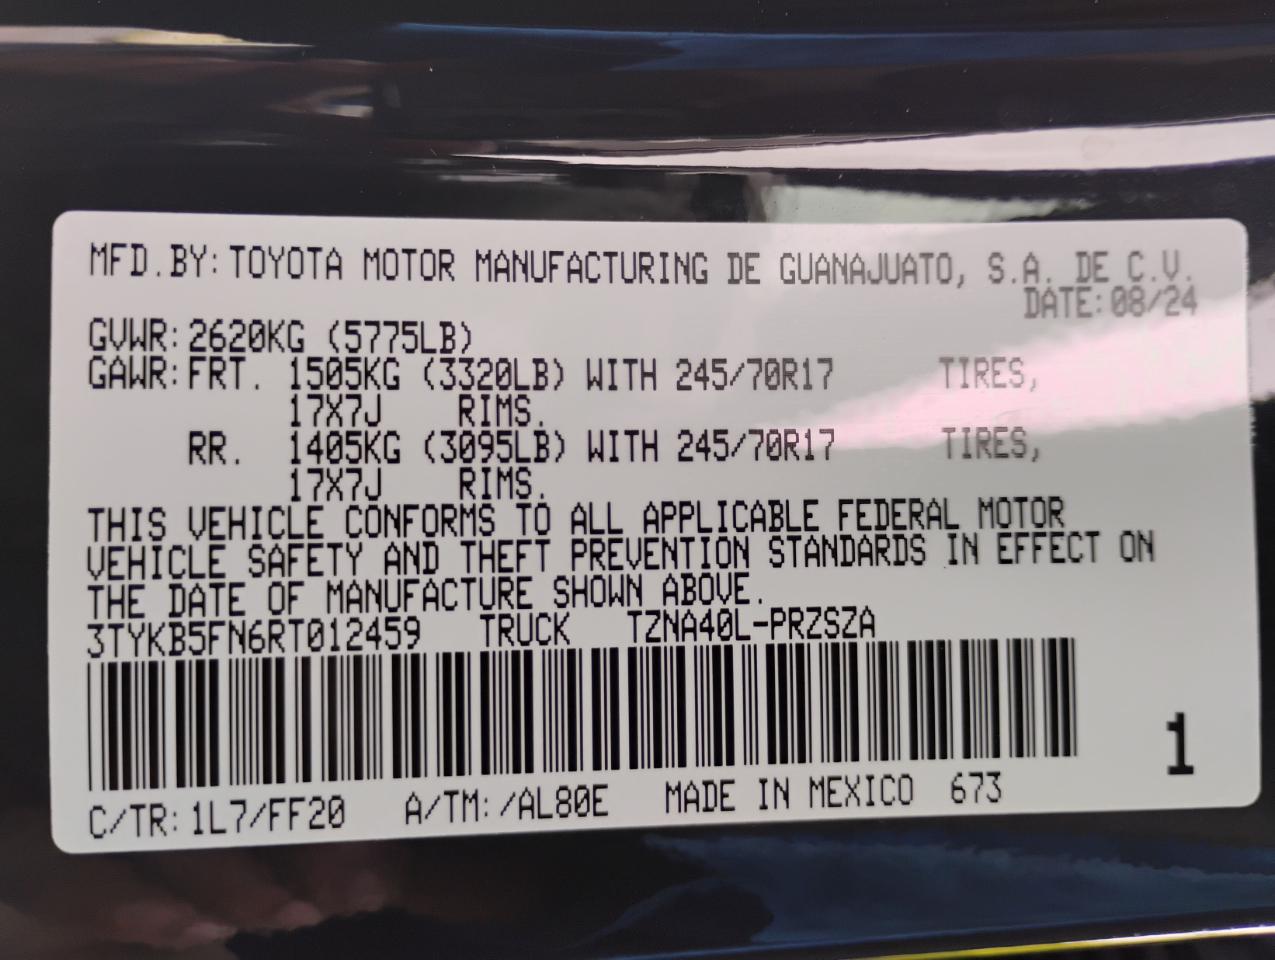 MFD.BY: TOYOTA MOTOR MANUFACTURING DE GUANAJUATO, S.A. DE C.V.
DATE: 08/24
GVWR: 2620KG (5775LB)
GAWR: FRT. 1505KG (3320LB) WITH 245/70R17 TIRES,
17X7J RIMS.
RR. 1405KG (3095LB) WITH 245/70R17 TIRES,
17X7J RIMS.
THIS VEHICLE CONFORMS TO ALL APPLICABLE FEDERAL MOTOR
VEHICLE SAFETY AND THEFT PREVENTION STANDARDS IN EFFECT ON
THE DATE OF MANUFACTURE SHOWN ABOVE.
3TYKB5FN6RT012459 TRUCK TZNA40L-PRZSZA
1
C/TR: 1L7/FF20 A/TM: /AL80E MADE IN MEXICO 673